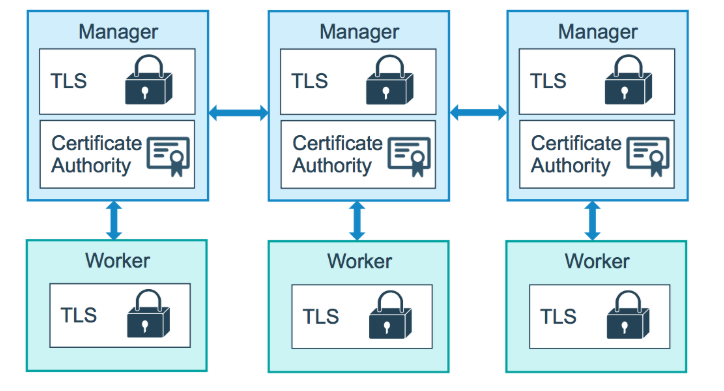 Manager
TLS
Certificate
Authority
Manager
TLS
Certificate
Authority
Manager
TLS
Certificate
Authority
Worker
TLS
Worker
TLS
Worker
TLS